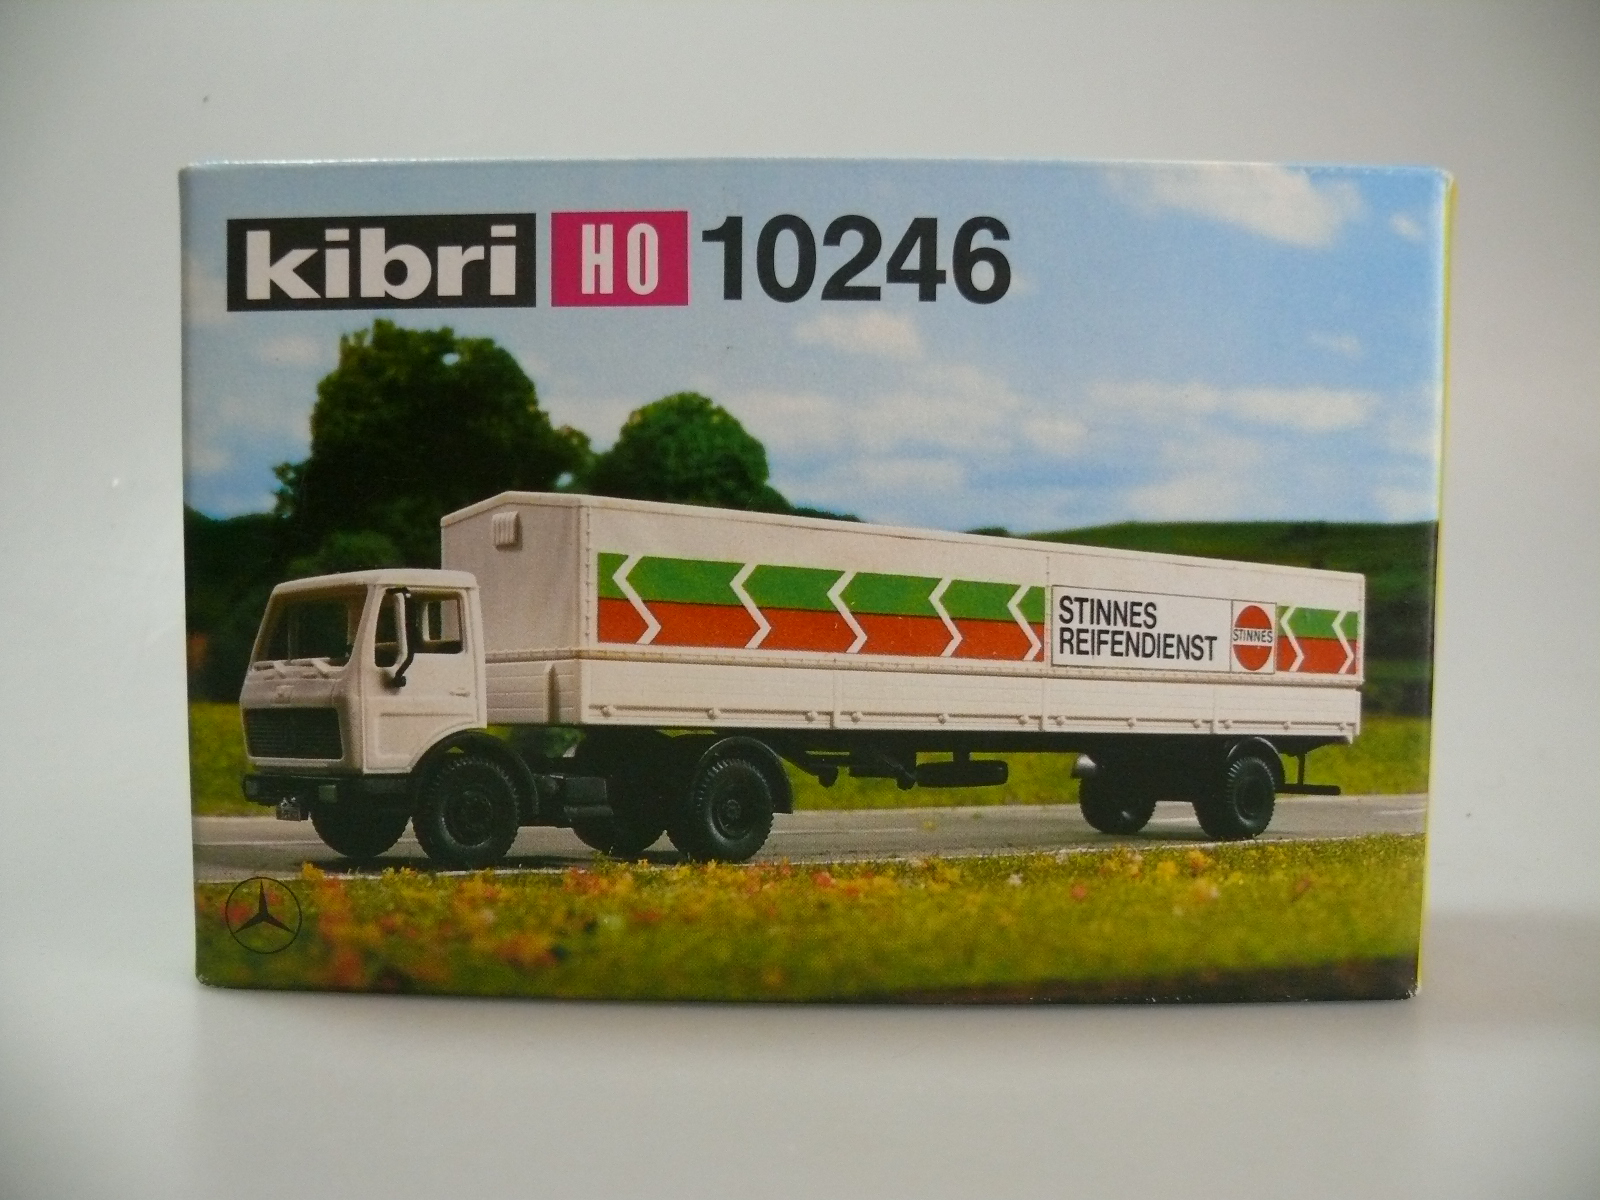 kibri HO 10246
STINNES
REIFENDIENST
STINNES